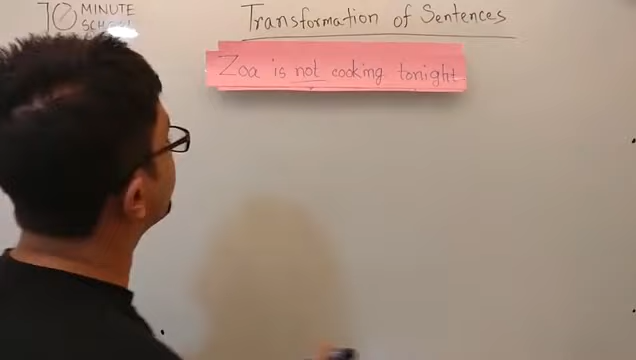 10 MINUTE
SCHOOL
Transformation of Sentences
Zoa is not cooking tonight.